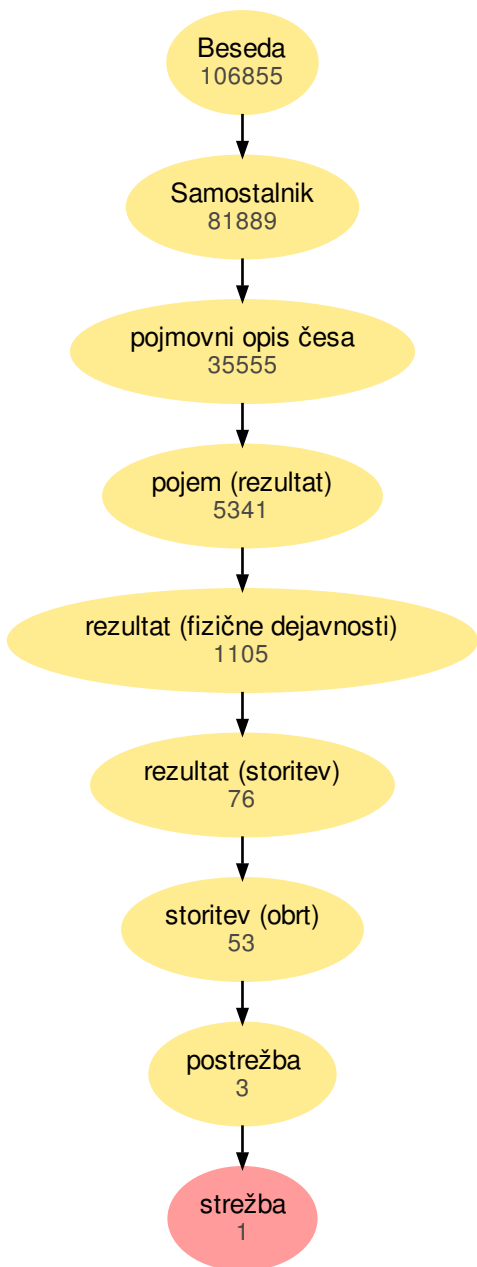 Beseda
106855
Samostalnik
81889
pojmovni opis česa
35555
pojem (rezultat)
5341
rezultat (fizične dejavnosti)
1105
rezultat (storitev)
76
storitev (obrt)
53
postrežba
3
strežba
1